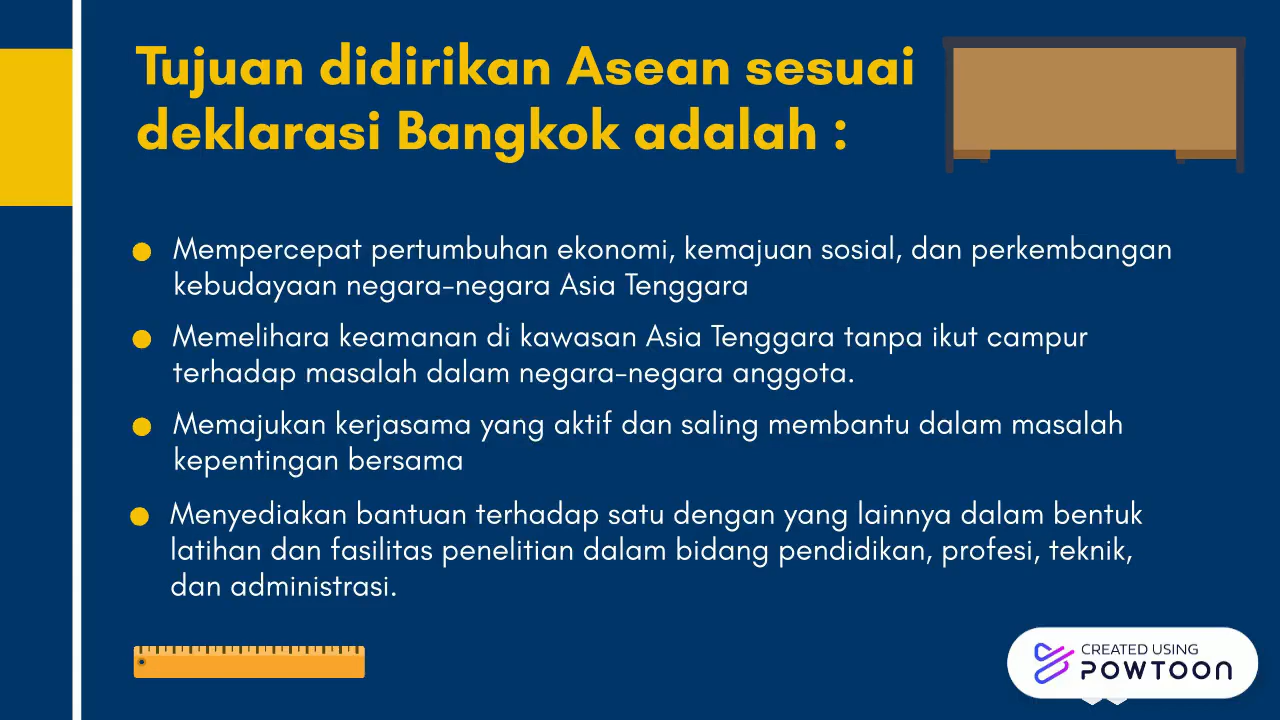 Tujuan didirikan Asean sesuai
deklarasi Bangkok adalah :
Mempercepat pertumbuhan ekonomi, kemajuan sosial, dan perkembangan
kebudayaan negara-negara Asia Tenggara
Memelihara keamanan di kawasan Asia Tenggara tanpa ikut campur
terhadap masalah dalam negara-negara anggota.
Memajukan kerjasama yang aktif dan saling membantu dalam masalah
kepentingan bersama
Menyediakan bantuan terhadap satu dengan yang lainnya dalam bentuk
latihan dan fasilitas penelitian dalam bidang pendidikan, profesi, teknik,
dan administrasi.
CREATED USING
POWTOON